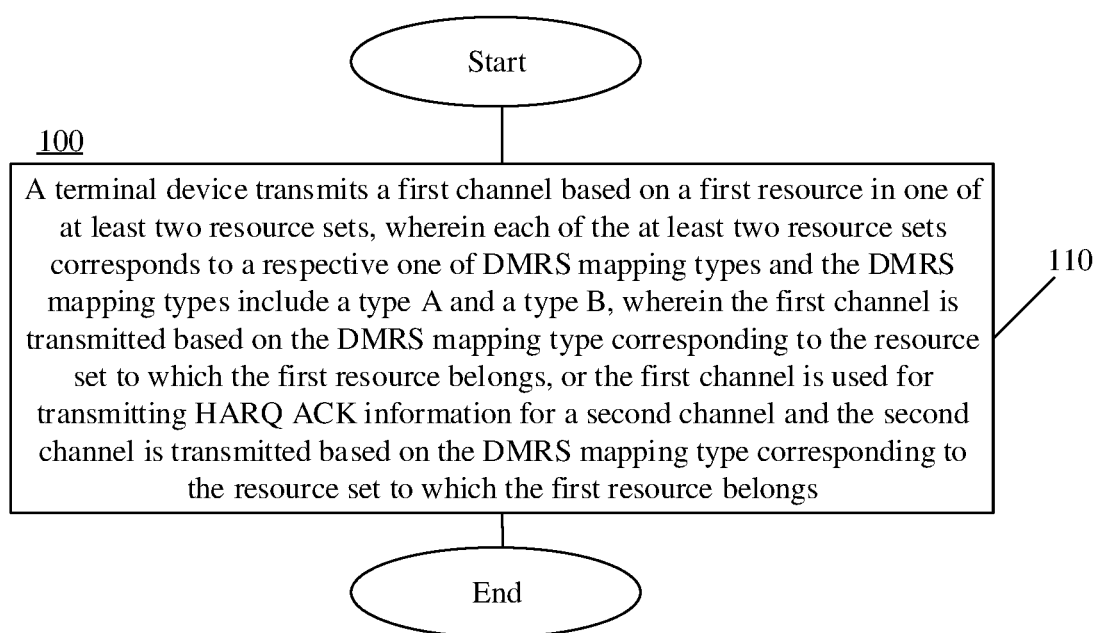 Start
100
A terminal device transmits a first channel based on a first resource in one of
at least two resource sets, wherein each of the at least two resource sets
corresponds to a respective one of DMRS mapping types and the DMRS
mapping types include a type A and a type B, wherein the first channel is
transmitted based on the DMRS mapping type corresponding to the resource
set to which the first resource belongs, or the first channel is used for
transmitting HARQ ACK information for a second channel and the second
channel is transmitted based on the DMRS mapping type corresponding to
the resource set to which the first resource belongs
110
End